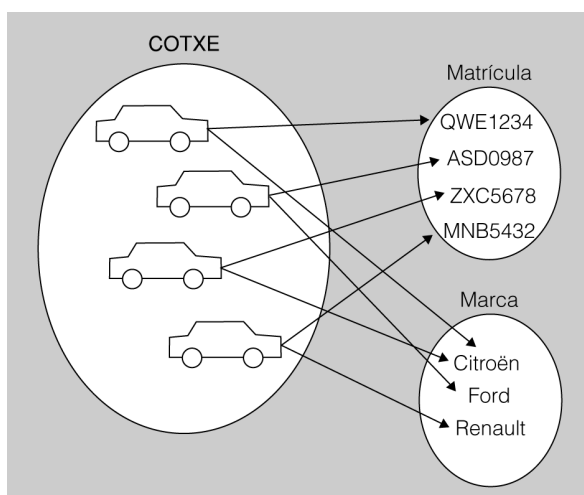 COTXE
Matrícula
QWE1234
ASD0987
ZXC5678
MNB5432
Marca
Citroën
Ford
Renault